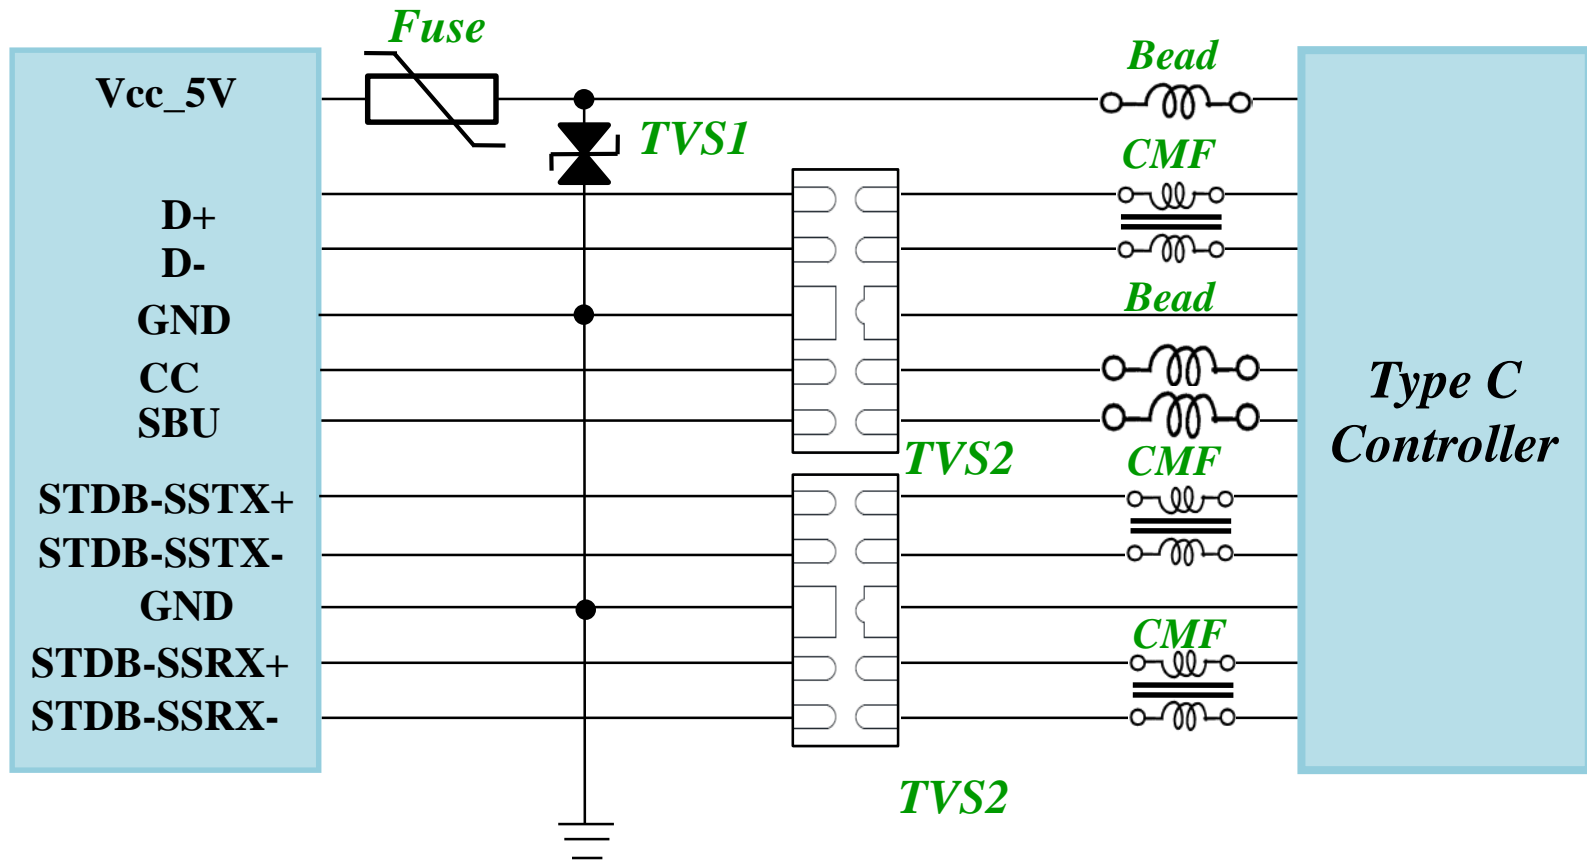 Fuse
Vcc_5V
Bead
TVS1
CMF
D+
D-
Bead
GND
CC
SBU
Type C
Controller
TVS2
CMF
STDB-SSTX+
STDB-SSTX-
GND
CMF
STDB-SSRX+
STDB-SSRX-
TVS2